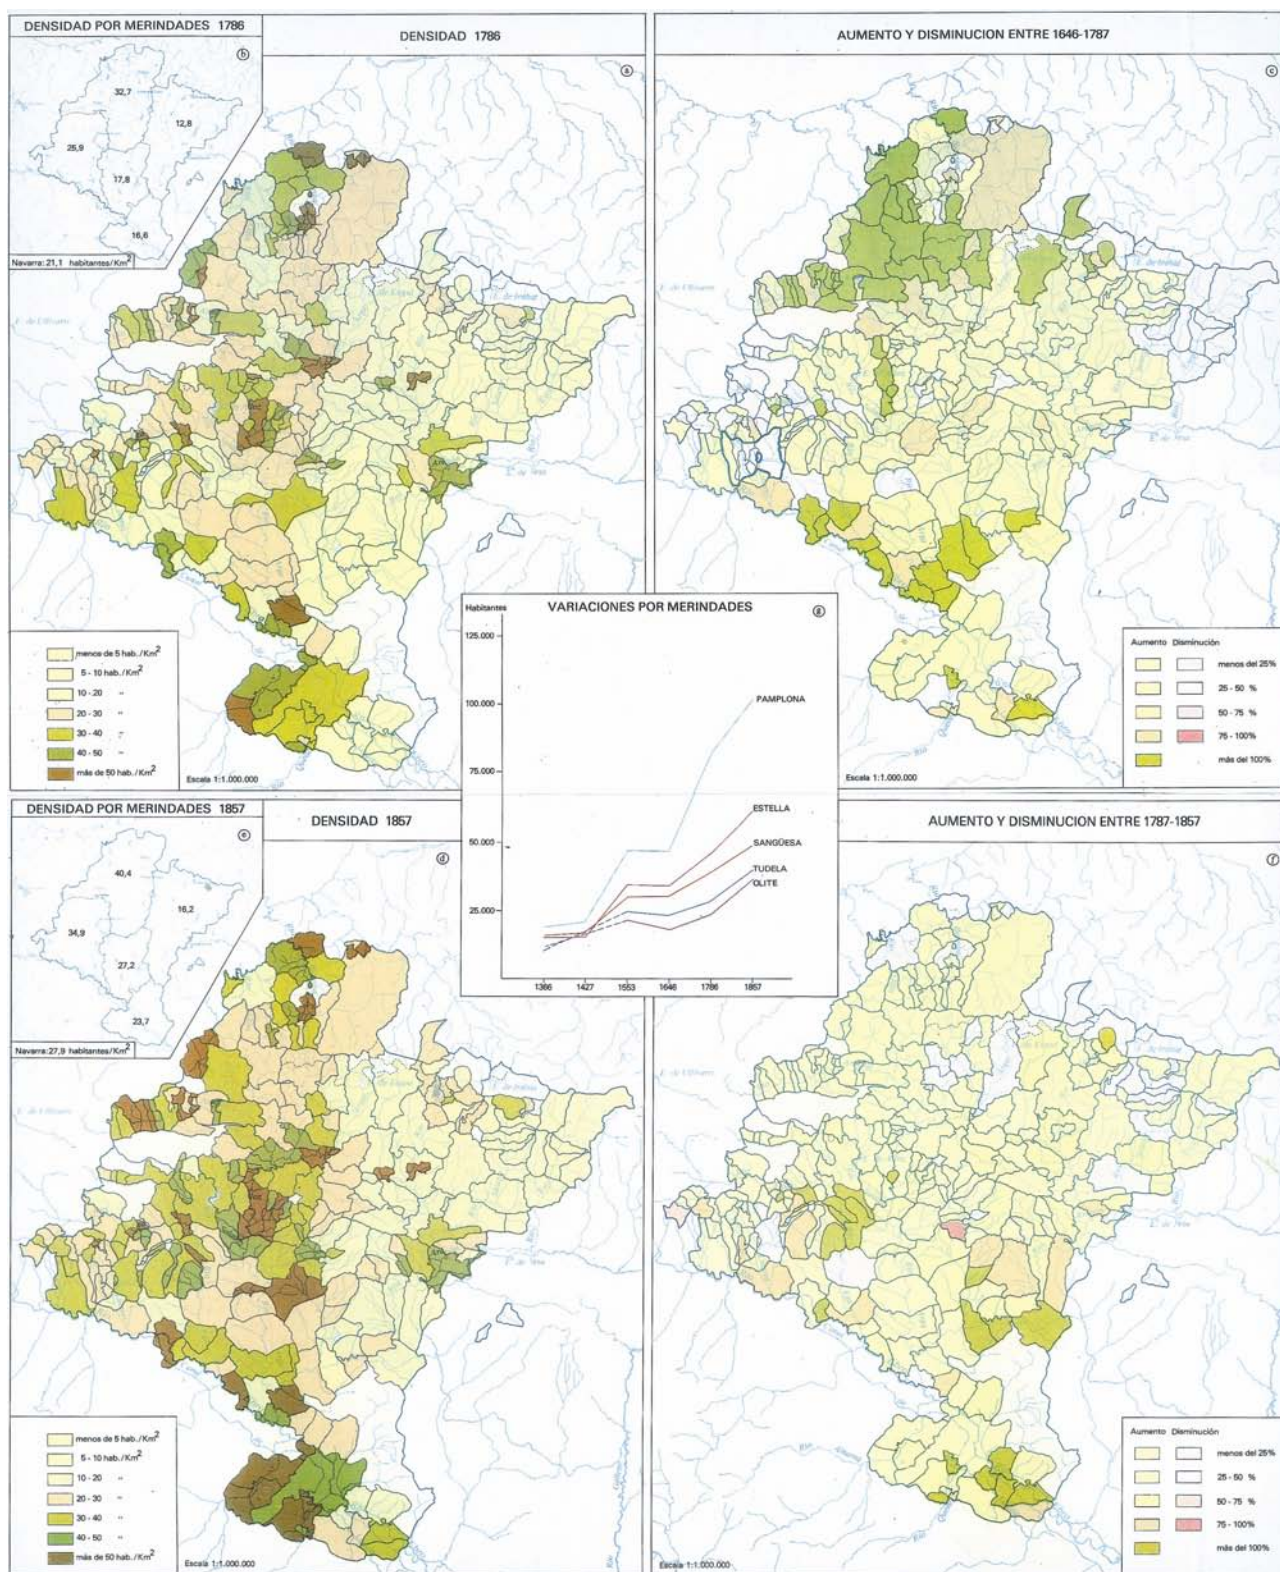 DENSIDAD POR MERINDADES 1786
b
32,7
12,8
25,9
17,8
16,6
Navarra: 21,1 habitantes/Km²
DENSIDAD 1786
a
menos de 5 hab./Km²
5 - 10 hab./Km²
10 - 20 "
20 - 30 "
30 - 40 "
40 - 50 "
más de 50 hab./Km²
Escala 1:1.000.000
AUMENTO Y DISMINUCION ENTRE 1646-1787
c
Aumento Disminución
menos del 25%
25 - 50 %
50 - 75 %
75 - 100%
más del 100%
Escala 1:1.000.000
VARIACIONES POR MERINDADES
g
Habitantes
125.000
100.000
75.000
50.000
25.000
PAMPLONA
ESTELLA
SANGÜESA
TUDELA
OLITE
1366 1427 1553 1646 1786 1857
DENSIDAD POR MERINDADES 1857
e
40,4
16,2
34,9
27,2
23,7
Navarra: 27,9 habitantes/Km²
DENSIDAD 1857
d
menos de 5 hab./Km²
5 - 10 hab./Km²
10 - 20 "
20 - 30 "
30 - 40 "
40 - 50 "
más de 50 hab./Km²
Escala 1:1.000.000
AUMENTO Y DISMINUCION ENTRE 1787-1857
f
Aumento Disminución
menos del 25%
25 - 50 %
50 - 75 %
75 - 100%
más del 100%
Escala 1:1.000.000